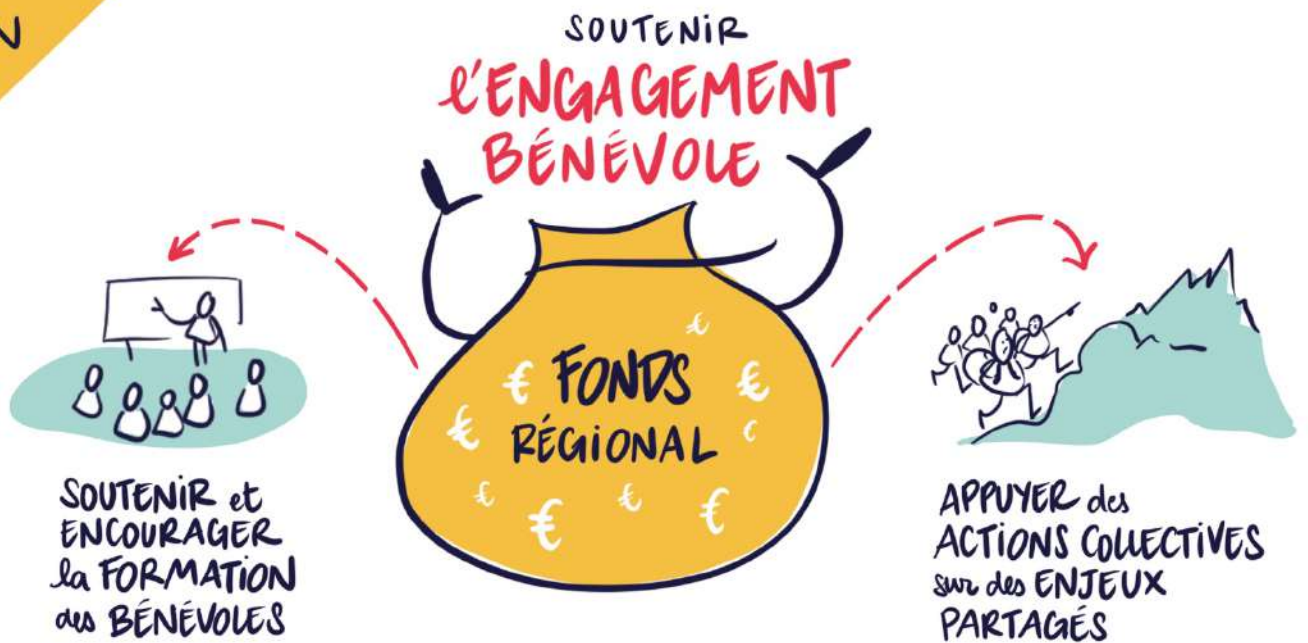 SOUTENIR
l'ENGAGEMENT
BÉNÉVOLE
€ FONDS €
RÉGIONAL
SOUTENIR et
ENCOURAGER
la FORMATION
des BÉNÉVOLES
APPUYER des
ACTIONS COLLECTIVES
sur des ENJEUX
PARTAGÉS